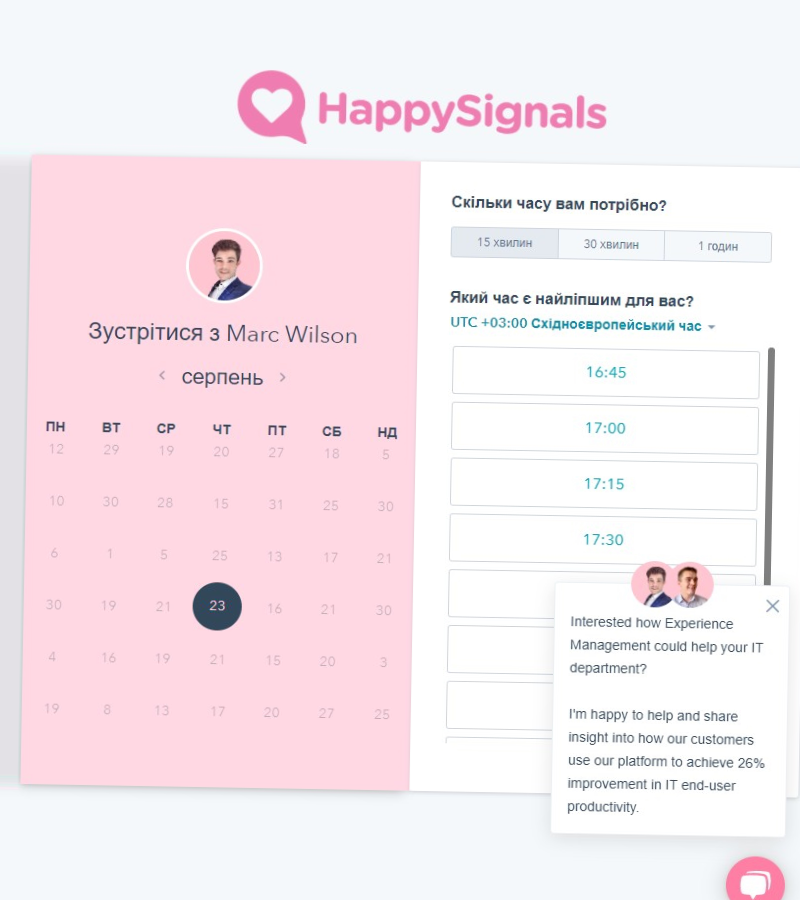 HappySignals
Зустрітися з Marc Wilson
серпень
ПН ВТ СР ЧТ ПТ СБ НД
12 29 19 20 27 18 5
10 30 28 15 31 25 30
6 1 5 25 13 17 21
30 19 21 23 16 21 30
4 16 19 21 15 20 3
19 8 13 17 20 27 25
Скільки часу вам потрібно?
15 хвилин 30 хвилин 1 годин
Який час є найліпшим для вас?
UTC +03:00 Східноєвропейський час
16:45
17:00
17:15
17:30
Interested how Experience
Management could help your IT
department?
I'm happy to help and share
insight into how our customers
use our platform to achieve 26%
improvement in IT end-user
productivity.